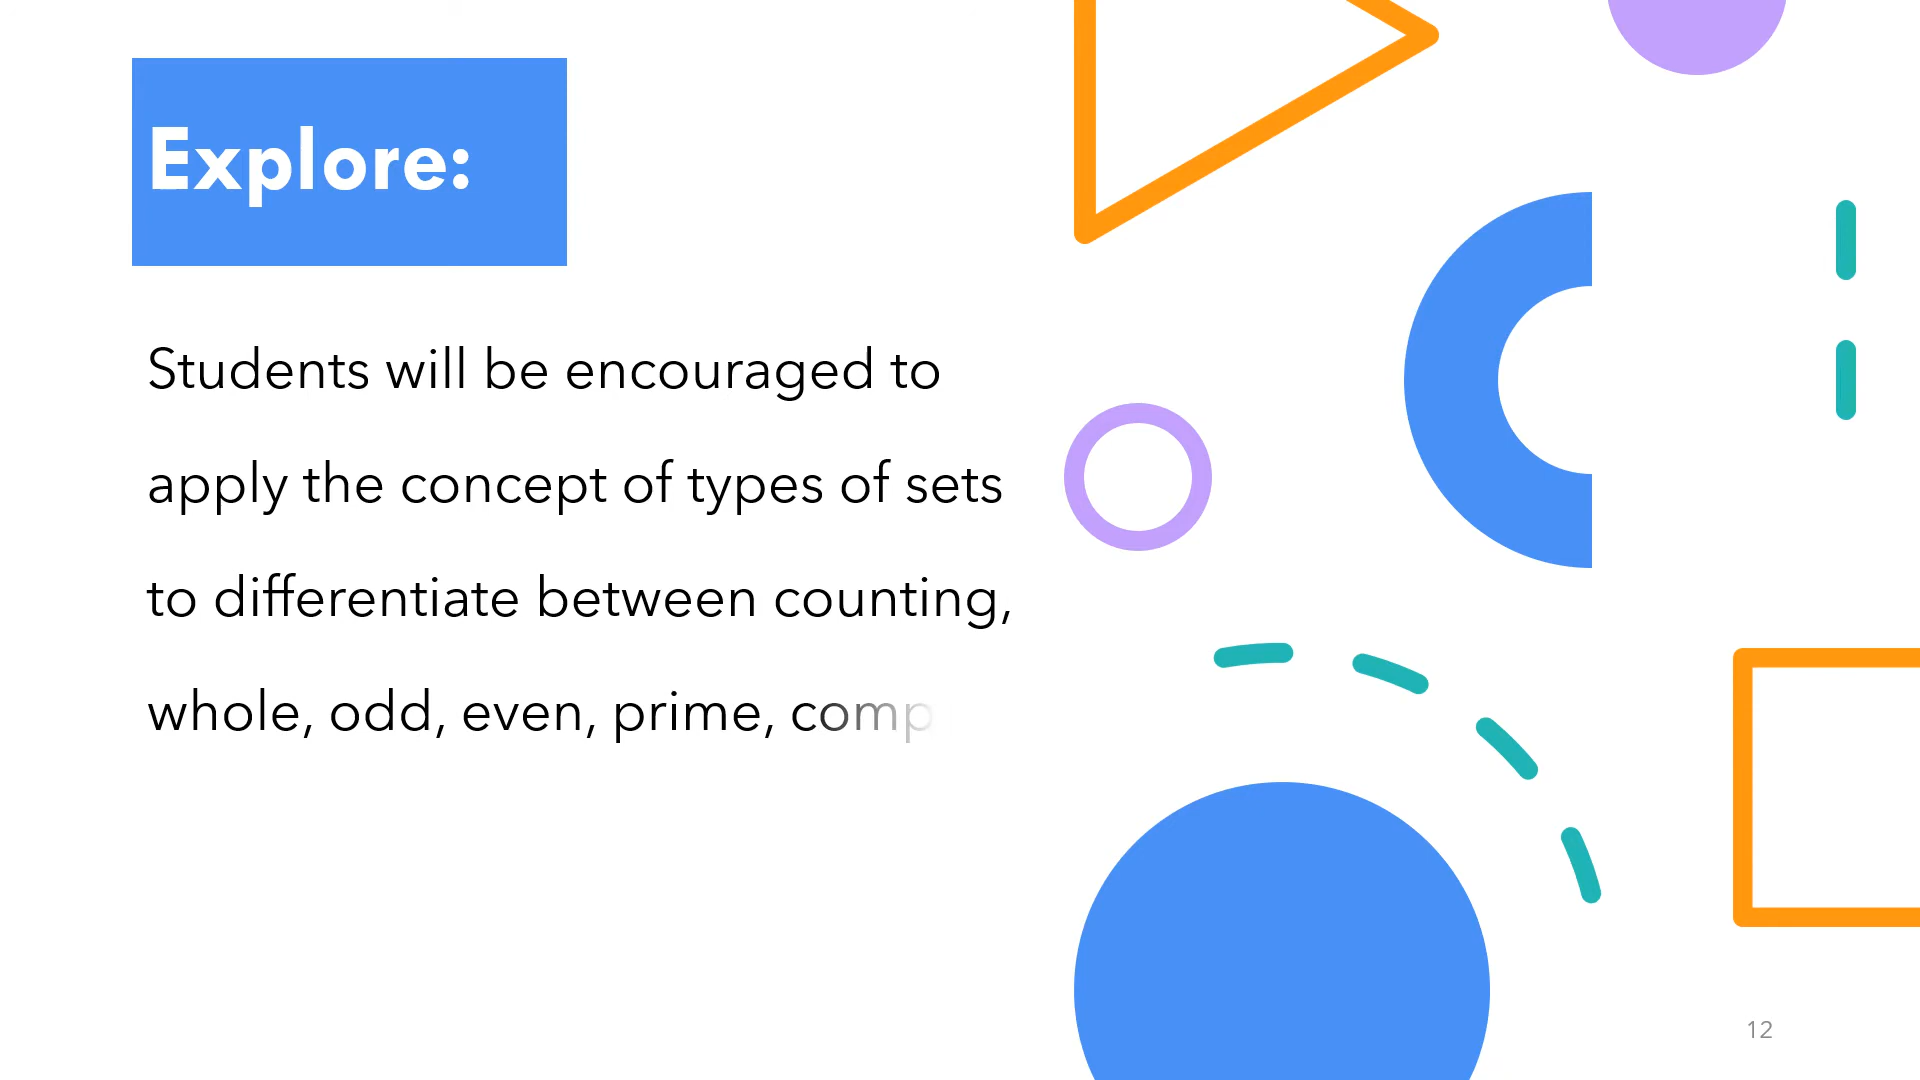 Explore:
Students will be encouraged to
apply the concept of types of sets
to differentiate between counting,
whole, odd, even, prime, comp
12